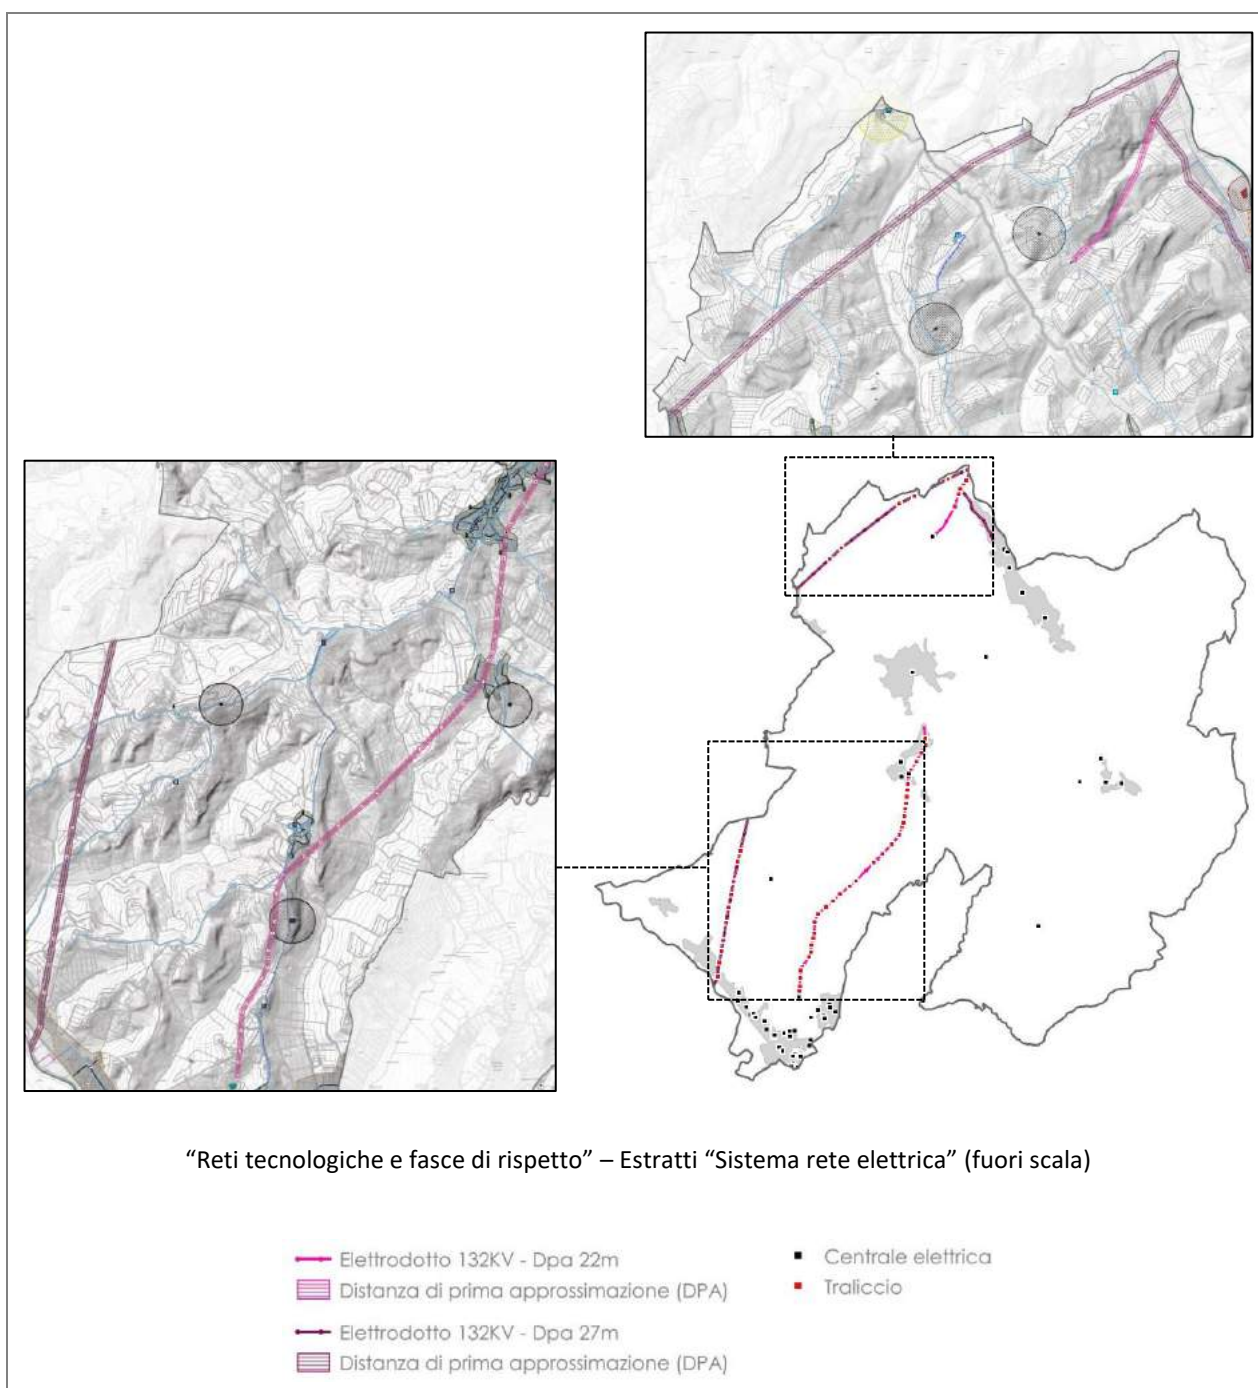 “Reti tecnologiche e fasce di rispetto” – Estratti “Sistema rete elettrica” (fuori scala)
Elettrodotto 132KV - Dpa 22m
Distanza di prima approssimazione (DPA)
Elettrodotto 132KV - Dpa 27m
Distanza di prima approssimazione (DPA)
Centrale elettrica
Traliccio